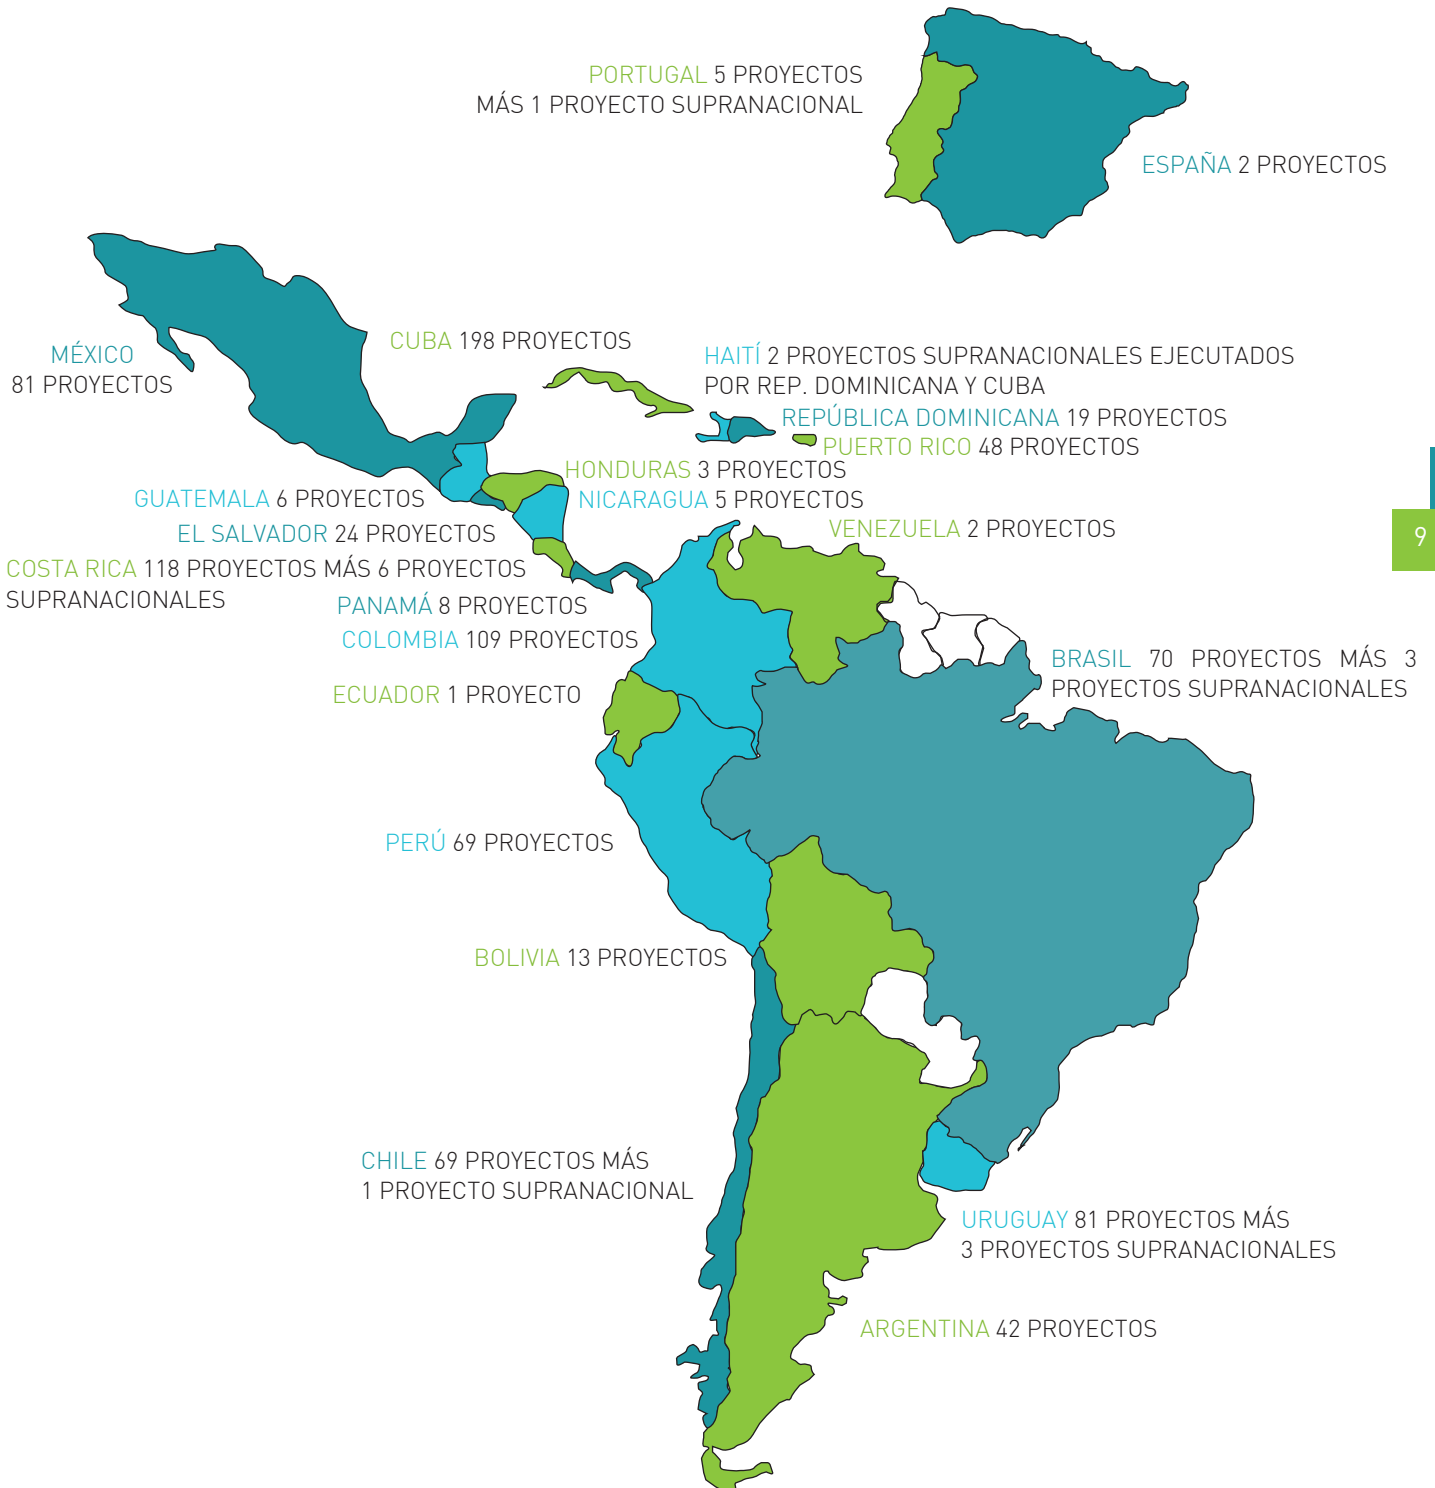 PORTUGAL 5 PROYECTOS
MÁS 1 PROYECTO SUPRANACIONAL
ESPAÑA 2 PROYECTOS
CUBA 198 PROYECTOS
MÉXICO
81 PROYECTOS
HAITÍ 2 PROYECTOS SUPRANACIONALES EJECUTADOS
POR REP. DOMINICANA Y CUBA
REPÚBLICA DOMINICANA 19 PROYECTOS
PUERTO RICO 48 PROYECTOS
HONDURAS 3 PROYECTOS
GUATEMALA 6 PROYECTOS
NICARAGUA 5 PROYECTOS
EL SALVADOR 24 PROYECTOS
VENEZUELA 2 PROYECTOS
9
COSTA RICA 118 PROYECTOS MÁS 6 PROYECTOS
SUPRANACIONALES
PANAMÁ 8 PROYECTOS
COLOMBIA 109 PROYECTOS
BRASIL 70 PROYECTOS MÁS 3
PROYECTOS SUPRANACIONALES
ECUADOR 1 PROYECTO
PERÚ 69 PROYECTOS
BOLIVIA 13 PROYECTOS
CHILE 69 PROYECTOS MÁS
1 PROYECTO SUPRANACIONAL
URUGUAY 81 PROYECTOS MÁS
3 PROYECTOS SUPRANACIONALES
ARGENTINA 42 PROYECTOS